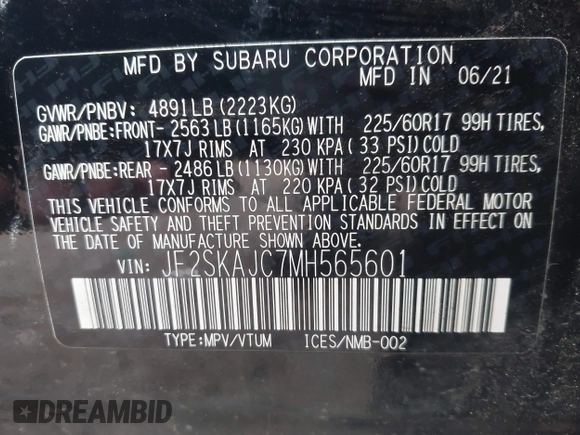 MFD BY SUBARU CORPORATION
MFD IN 06/21
GVWR/PNBV: 4891LB(2223KG)
GAWR/PNBE:FRONT- 2563LB(1165KG)WITH 225/60R17 99H TIRES,
17X7J RIMS AT 230 KPA(33 PSI)COLD
GAWR/PNBE:REAR - 2486LB(1130KG)WITH 225/60R17 99H TIRES,
17X7J RIMS AT 220 KPA(32 PSI)COLD
THIS VEHICLE CONFORMS TO ALL APPLICABLE FEDERAL MOTOR
VEHICLE SAFETY AND THEFT PREVENTION STANDARDS IN EFFECT ON
THE DATE OF MANUFACTURE SHOWN ABOVE.
VIN: JF2SKAJC7MH565601
TYPE:MPV/VTUM ICES/NMB-002
DREAMBID